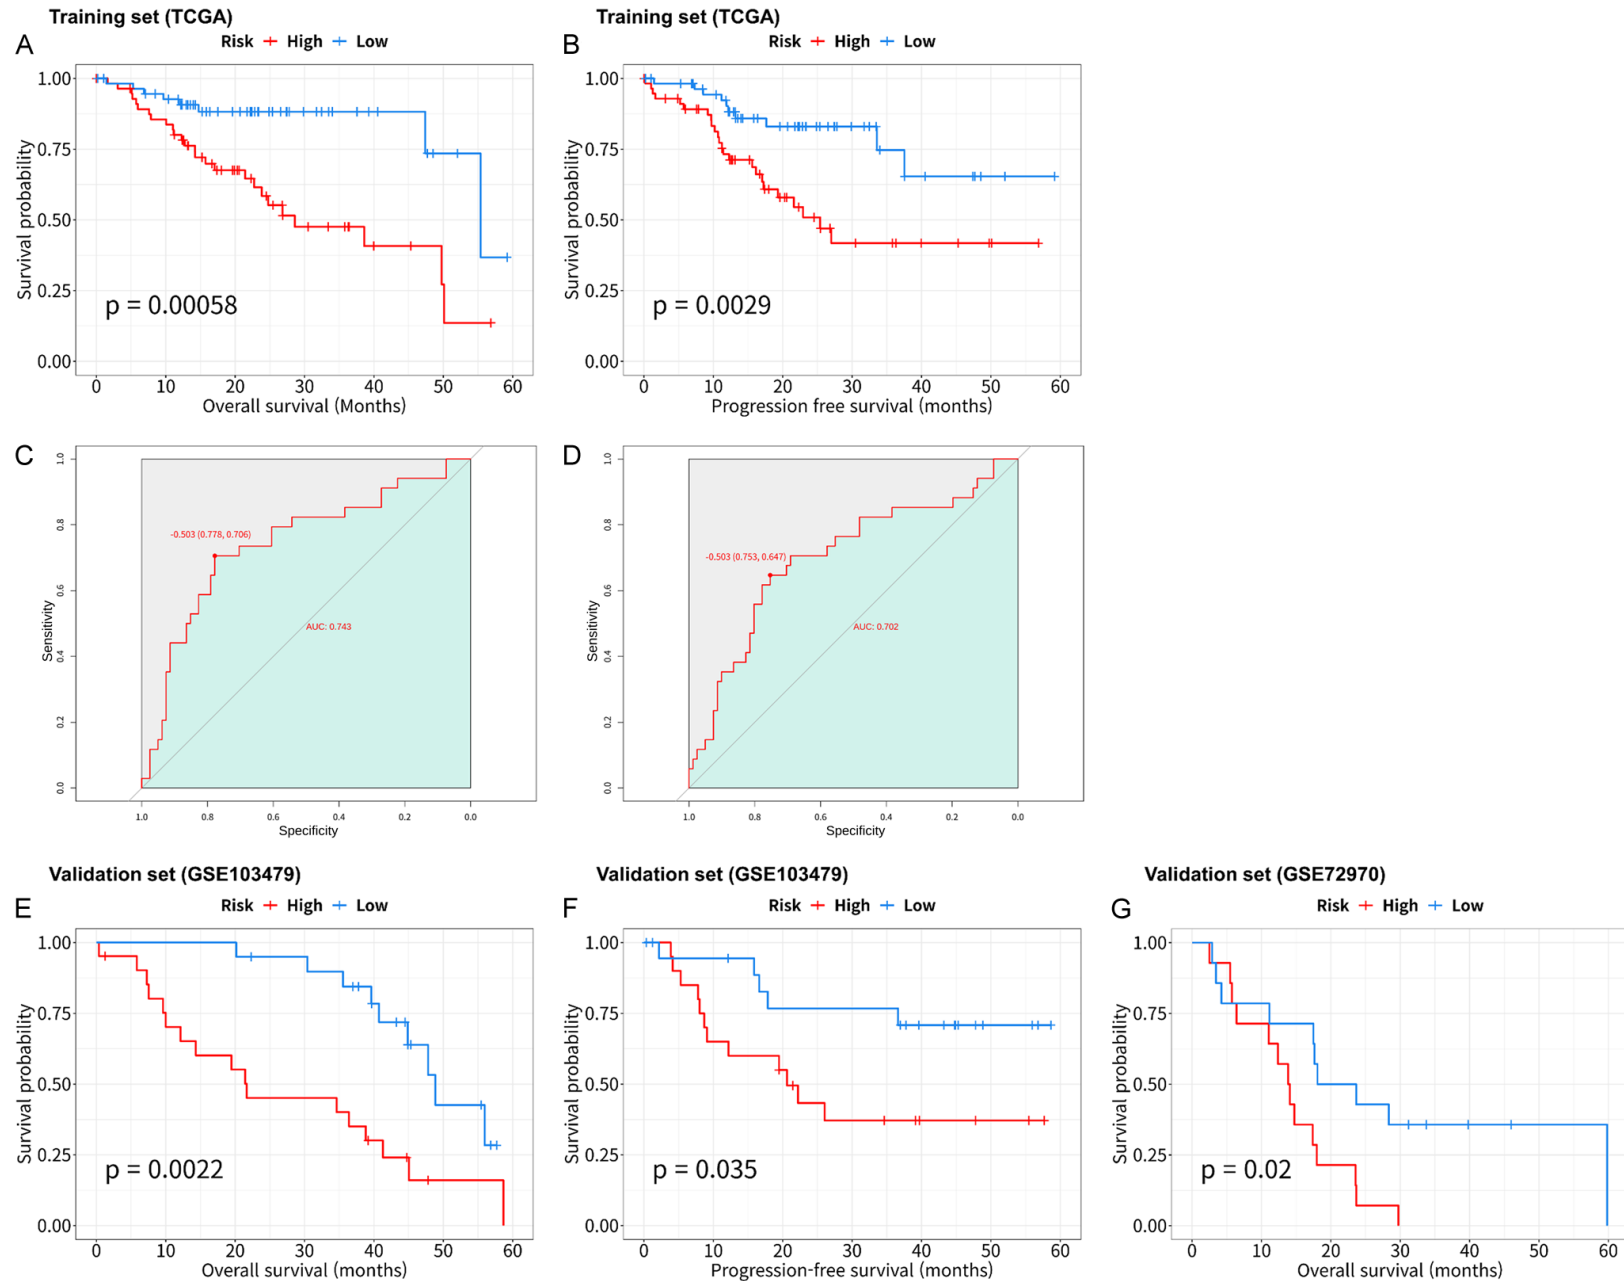 Training set (TCGA)
A
Risk High Low
1.00
0.75
0.50
0.25
0.00
Survival probability
p = 0.00058
0 10 20 30 40 50 60
Overall survival (Months)
Training set (TCGA)
B
Risk High Low
1.00
0.75
0.50
0.25
0.00
Survival probability
p = 0.0029
0 10 20 30 40 50 60
Progression free survival (months)
C
1.0
0.8
0.6
0.4
0.2
0.0
Sensitivity
-0.503 (0.778, 0.706)
AUC: 0.743
1.0 0.8 0.6 0.4 0.2 0.0
Specificity
D
1.0
0.8
0.6
0.4
0.2
0.0
Sensitivity
-0.503 (0.753, 0.647)
AUC: 0.702
1.0 0.8 0.6 0.4 0.2 0.0
Specificity
Validation set (GSE103479)
E
Risk High Low
1.00
0.75
0.50
0.25
0.00
Survival probability
p = 0.0022
0 10 20 30 40 50 60
Overall survival (months)
Validation set (GSE103479)
F
Risk High Low
1.00
0.75
0.50
0.25
0.00
Survival probability
p = 0.035
0 10 20 30 40 50 60
Progression-free survival (months)
Validation set (GSE72970)
G
Risk High Low
1.00
0.75
0.50
0.25
0.00
Survival probability
p = 0.02
0 10 20 30 40 50 60
Overall survival (months)